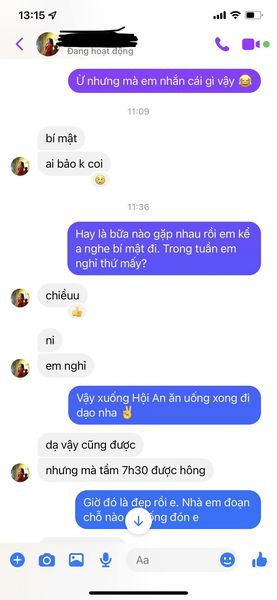 13:15
Đang hoạt động
Ừ nhưng mà em nhắn cái gì vậy 😂
11:09
bí mật
ai bảo k coi
11:36
Hay là bữa nào gặp nhau rồi em kể
a nghe bí mật đi. Trong tuần em
nghỉ thứ mấy?
chiềuu
ni
em nghỉ
Vậy xuống Hội An ăn uống xong đi
dạo nha ✌️
dạ vậy cũng được
nhưng mà tầm 7h30 được hông
Giờ đó là đẹp rồi e. Nhà em đoạn
chỗ nào đón e
Aa